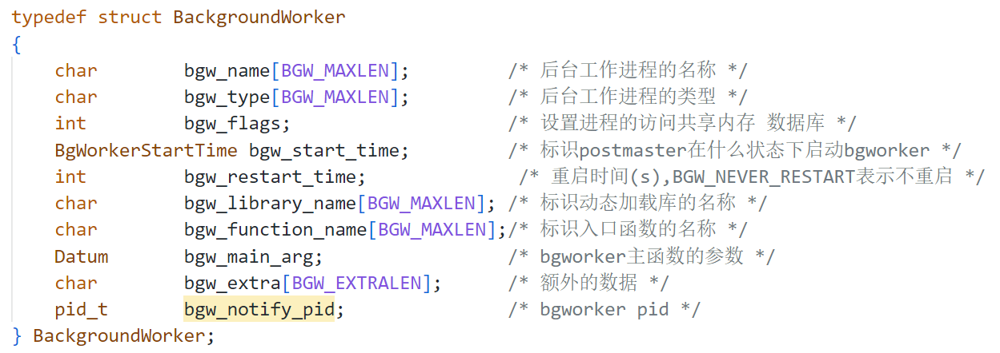 typedef struct BackgroundWorker
{
    char        bgw_name[BGW_MAXLEN];         /* 后台工作进程的名称 */
    char        bgw_type[BGW_MAXLEN];         /* 后台工作进程的类型 */
    int         bgw_flags;                    /* 设置进程的访问共享内存 数据库 */
    BgWorkerStartTime bgw_start_time;         /* 标识postmaster在什么状态下启动bgworker */
    int         bgw_restart_time;              /* 重启时间(s),BGW_NEVER_RESTART表示不重启 */
    char        bgw_library_name[BGW_MAXLEN]; /* 标识动态加载库的名称 */
    char        bgw_function_name[BGW_MAXLEN];/* 标识入口函数的名称 */
    Datum       bgw_main_arg;                 /* bgworker主函数的参数 */
    char        bgw_extra[BGW_EXTRALEN];      /* 额外的数据 */
    pid_t       bgw_notify_pid;               /* bgworker pid */
} BackgroundWorker;